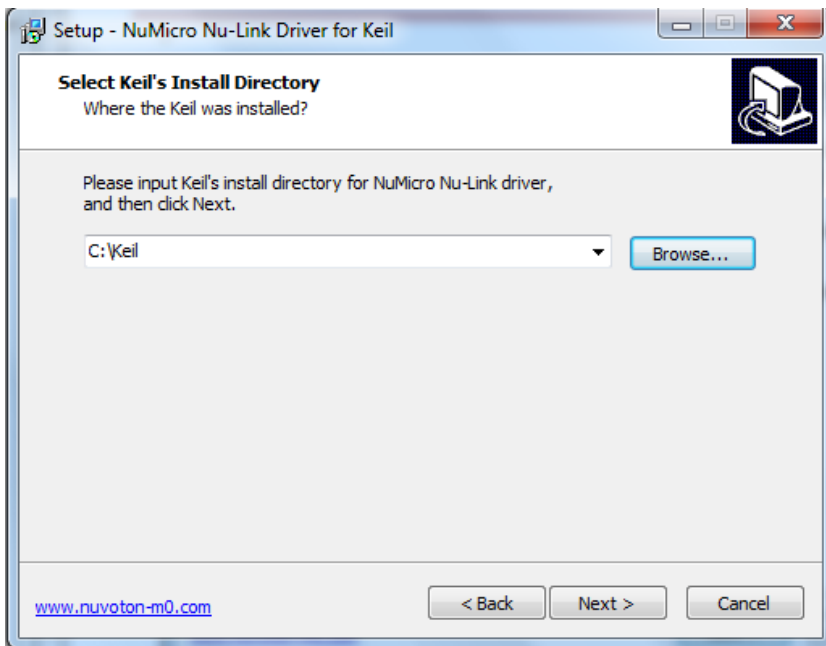 Setup - NuMicro Nu-Link Driver for Keil
Select Keil's Install Directory
Where the Keil was installed?
Please input Keil's install directory for NuMicro Nu-Link driver,
and then click Next.
C:\Keil
Browse...
www.nuvoton-m0.com
< Back
Next >
Cancel